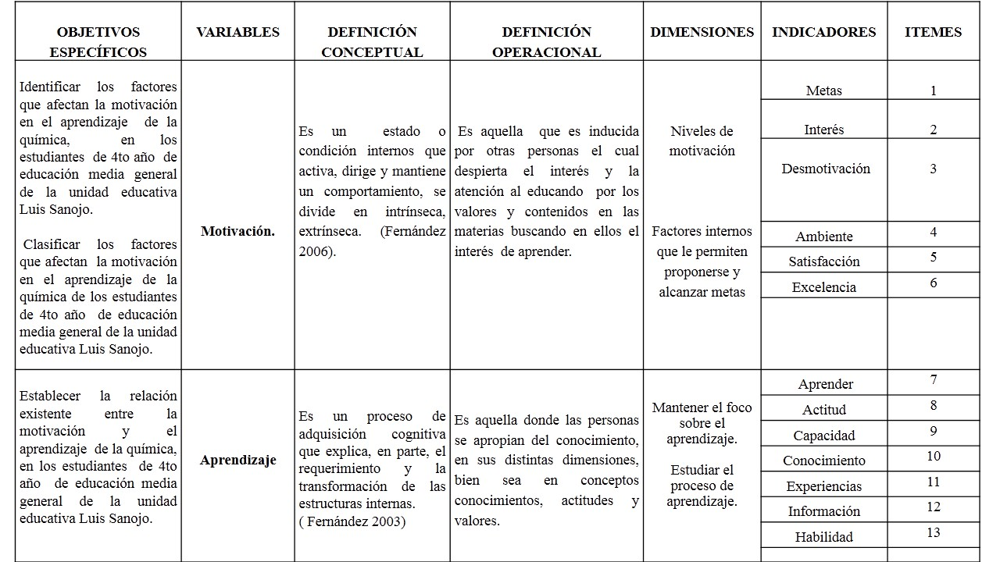 OBJETIVOS
ESPECÍFICOS
VARIABLES
DEFINICIÓN
CONCEPTUAL
DEFINICIÓN
OPERACIONAL
DIMENSIONES
INDICADORES
ITEMES
Identificar los factores
que afectan la motivación
en el aprendizaje de la
química, en los
estudiantes de 4to año de
educación media general
de la unidad educativa
Luis Sanojo.
Clasificar los factores
que afectan la motivación
en el aprendizaje de la
química de los estudiantes
de 4to año de educación
media general de la unidad
educativa Luis Sanojo.
Motivación.
Es un estado o
condición internos que
activa, dirige y mantiene
un comportamiento, se
divide en intrínseca,
extrínseca. (Fernández
2006).
Es aquella que es inducida
por otras personas el cual
despierta el interés y la
atención al educando por los
valores y contenidos en las
materias buscando en ellos el
interés de aprender.
Niveles de
motivación
Factores internos
que le permiten
proponerse y
alcanzar metas
Metas 1
Interés 2
Desmotivación 3
Ambiente 4
Satisfacción 5
Excelencia 6
Establecer la relación
existente entre la
motivación y el
aprendizaje de la química,
en los estudiantes de 4to
año de educación media
general de la unidad
educativa Luis Sanojo.
Aprendizaje
Es un proceso de
adquisición cognitiva
que explica, en parte, el
requerimiento y la
transformación de las
estructuras internas.
( Fernández 2003)
Es aquella donde las personas
se apropian del conocimiento,
en sus distintas dimensiones,
bien sea en conceptos
conocimientos, actitudes y
valores.
Mantener el foco
sobre el
aprendizaje.
Estudiar el
proceso de
aprendizaje.
Aprender 7
Actitud 8
Capacidad 9
Conocimiento 10
Experiencias 11
Información 12
Habilidad 13